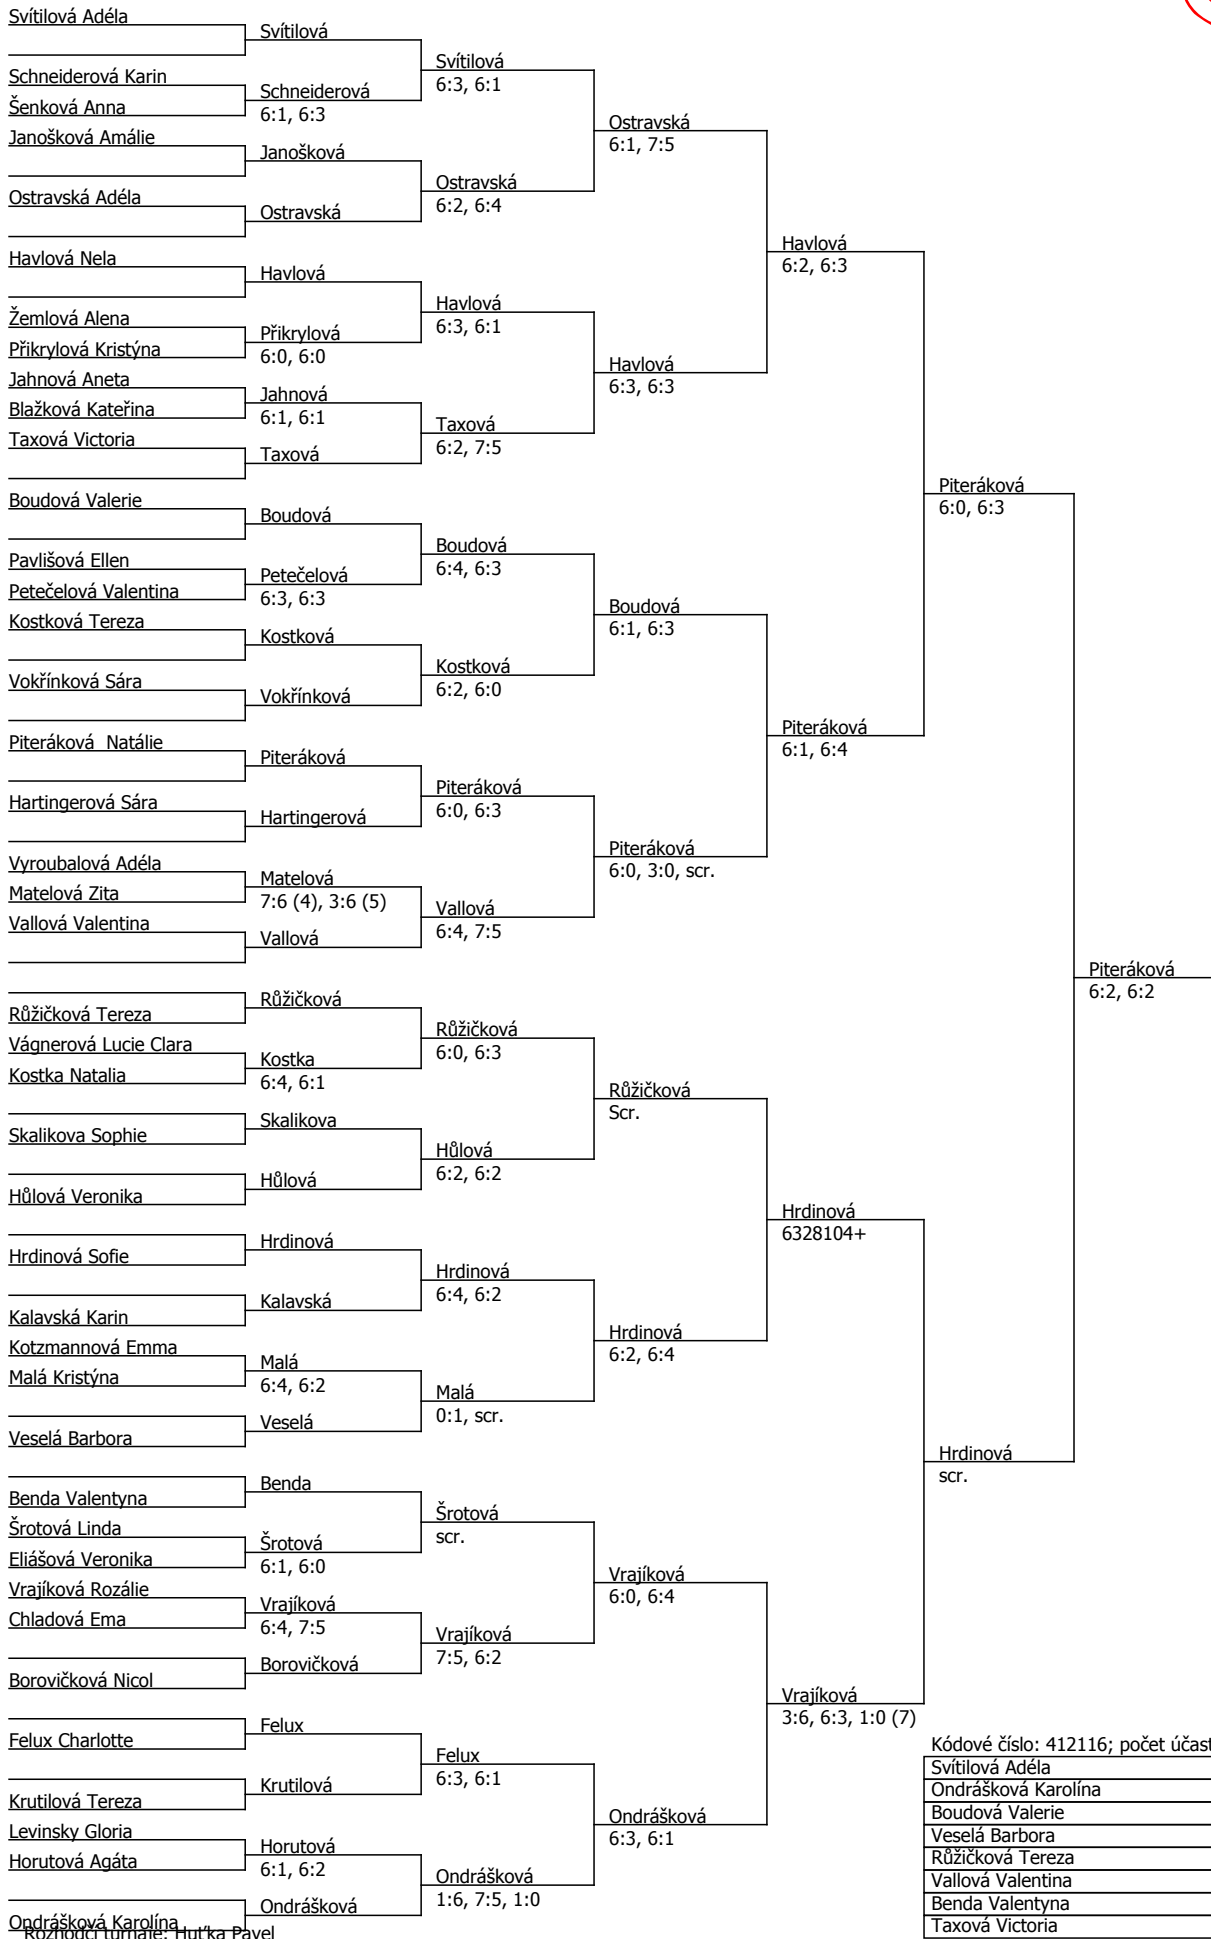 Svítilová Adéla
Schneiderová Karin
Šenková Anna
Janošková Amálie
Ostravská Adéla
Havlová Nela
Žemlová Alena
Přikrylová Kristýna
Jahnová Aneta
Blažková Kateřina
Taxová Victoria
Boudová Valerie
Pavlišová Ellen
Petečelová Valentina
Kostková Tereza
Vokřínková Sára
Piteráková  Natálie
Hartingerová Sára
Vyroubalová Adéla
Matelová Zita
Vallová Valentina
Růžičková Tereza
Vágnerová Lucie Clara
Kostka Natalia
Skalikova Sophie
Hůlová Veronika
Hrdinová Sofie
Kalavská Karin
Kotzmannová Emma
Malá Kristýna
Veselá Barbora
Benda Valentyna
Šrotová Linda
Eliášová Veronika
Vrajíková Rozálie
Chladová Ema
Borovičková Nicol
Felux Charlotte
Krutilová Tereza
Levinsky Gloria
Horutová Agáta
Ondrášková Karolína
Rozhodčí turnaje: Huťka Pavel
Svítilová
Schneiderová
6:1, 6:3
Janošková
Ostravská
Havlová
Přikrylová
6:0, 6:0
Jahnová
6:1, 6:1
Taxová
Boudová
Petečelová
6:3, 6:3
Kostková
Vokřínková
Piteráková
Hartingerová
Matelová
7:6 (4), 3:6 (5)
Vallová
Růžičková
Kostka
6:4, 6:1
Skalikova
Hůlová
Hrdinová
Kalavská
Malá
6:4, 6:2
Veselá
Benda
Šrotová
6:1, 6:0
Vrajíková
6:4, 7:5
Borovičková
Felux
Krutilová
Horutová
6:1, 6:2
Ondrášková
Svítilová
6:3, 6:1
Ostravská
6:2, 6:4
Havlová
6:3, 6:1
Taxová
6:2, 7:5
Boudová
6:4, 6:3
Kostková
6:2, 6:0
Piteráková
6:0, 6:3
Vallová
6:4, 7:5
Růžičková
6:0, 6:3
Hůlová
6:2, 6:2
Hrdinová
6:4, 6:2
Malá
0:1, scr.
Šrotová
scr.
Vrajíková
7:5, 6:2
Felux
6:3, 6:1
Ondrášková
1:6, 7:5, 1:0
Ostravská
6:1, 7:5
Havlová
6:3, 6:3
Boudová
6:1, 6:3
Piteráková
6:0, 3:0, scr.
Růžičková
Scr.
Hrdinová
6:2, 6:4
Vrajíková
6:0, 6:4
Ondrášková
6:3, 6:1
Havlová
6:2, 6:3
Piteráková
6:1, 6:4
Hrdinová
6328104+
Vrajíková
3:6, 6:3, 1:0 (7)
Piteráková
6:0, 6:3
Hrdinová
scr.
Piteráková
6:2, 6:2
Kódové číslo: 412116; počet účast
Svítilová Adéla
Ondrášková Karolína
Boudová Valerie
Veselá Barbora
Růžičková Tereza
Vallová Valentina
Benda Valentyna
Taxová Victoria